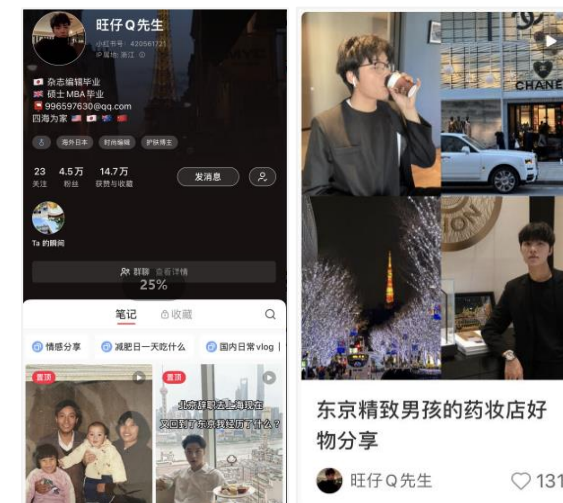 旺仔Q先生
小红书号：420561721
IP属地：浙江
🇯🇵 杂志编辑毕业
🇬🇧 硕士MBA毕业
📮996597630@qq.com
四海为家 🇺🇸 🇯🇵 🇦🇺 🇨🇳
海外日本
时尚编辑
护肤博主
23
关注
4.5万
粉丝
14.7万
获赞与收藏
发消息
Ta 的瞬间
群聊 查看详情
25%
笔记
收藏
情感分享
减肥日一天吃什么
国内日常vlog
置顶
置顶
北京辞职去上海现在
又回到了东京我经历了什么？
CHANE
东京精致男孩的药妆店好
物分享
旺仔Q先生
131